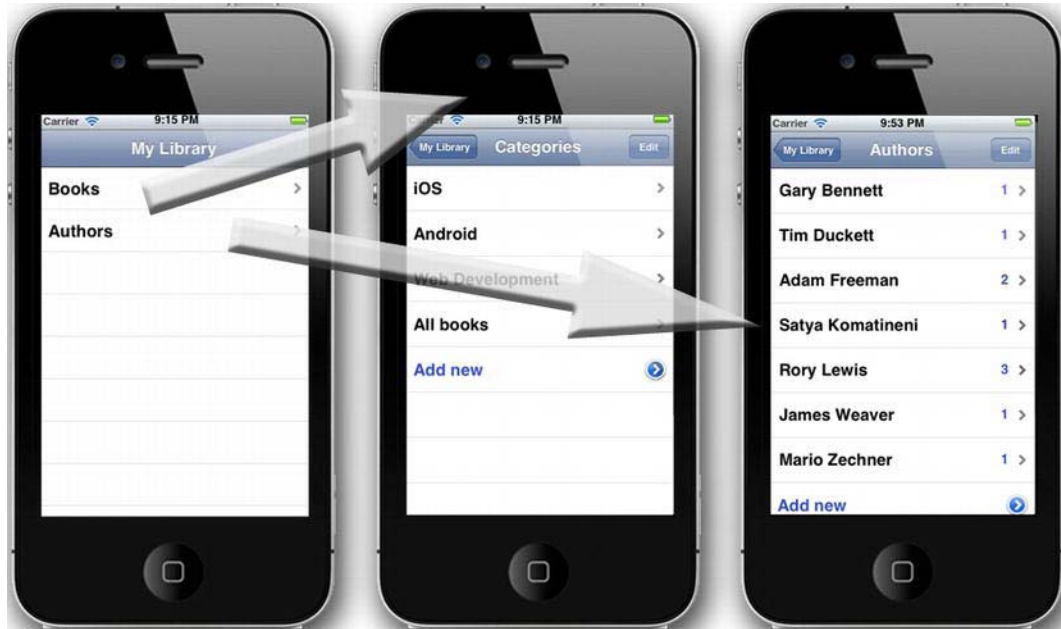 Carrier 9:15 PM
My Library
Books
Authors
Carrier 9:15 PM
My Library Categories Edit
iOS
Android
Web Development
All books
Add new
Carrier 9:53 PM
My Library Authors Edit
Gary Bennett 1
Tim Duckett 1
Adam Freeman 2
Satya Komatineni 1
Rory Lewis 3
James Weaver 1
Mario Zechner 1
Add new